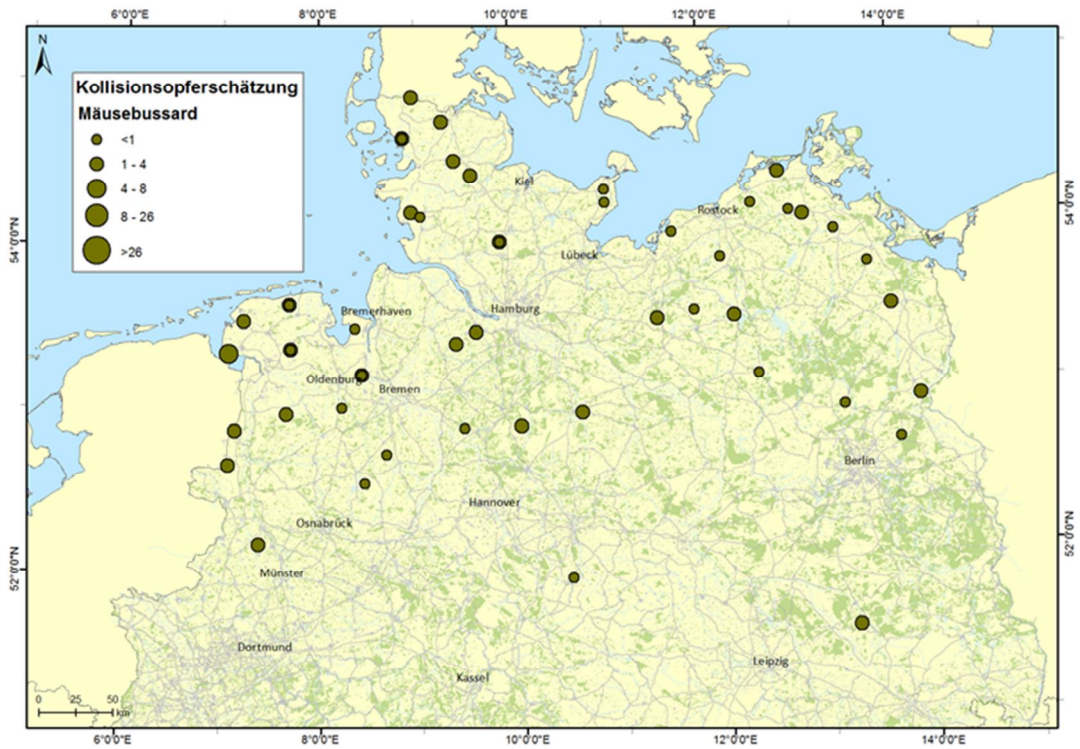 6°0'0"E 8°0'0"E 10°0'0"E 12°0'0"E 14°0'0"E
N
Kollisionsopferschätzung
Mäusebussard
<1
1 - 4
4 - 8
8 - 26
>26
Kiel
Rostock
54°0'0"N
54°0'0"N
Lübeck
Bremerhaven
Hamburg
Oldenburg
Bremen
Berlin
Hannover
Osnabrück
52°0'0"N
52°0'0"N
Münster
Dortmund
Leipzig
Kassel
0 25 50
km
6°0'0"E 8°0'0"E 10°0'0"E 12°0'0"E 14°0'0"E